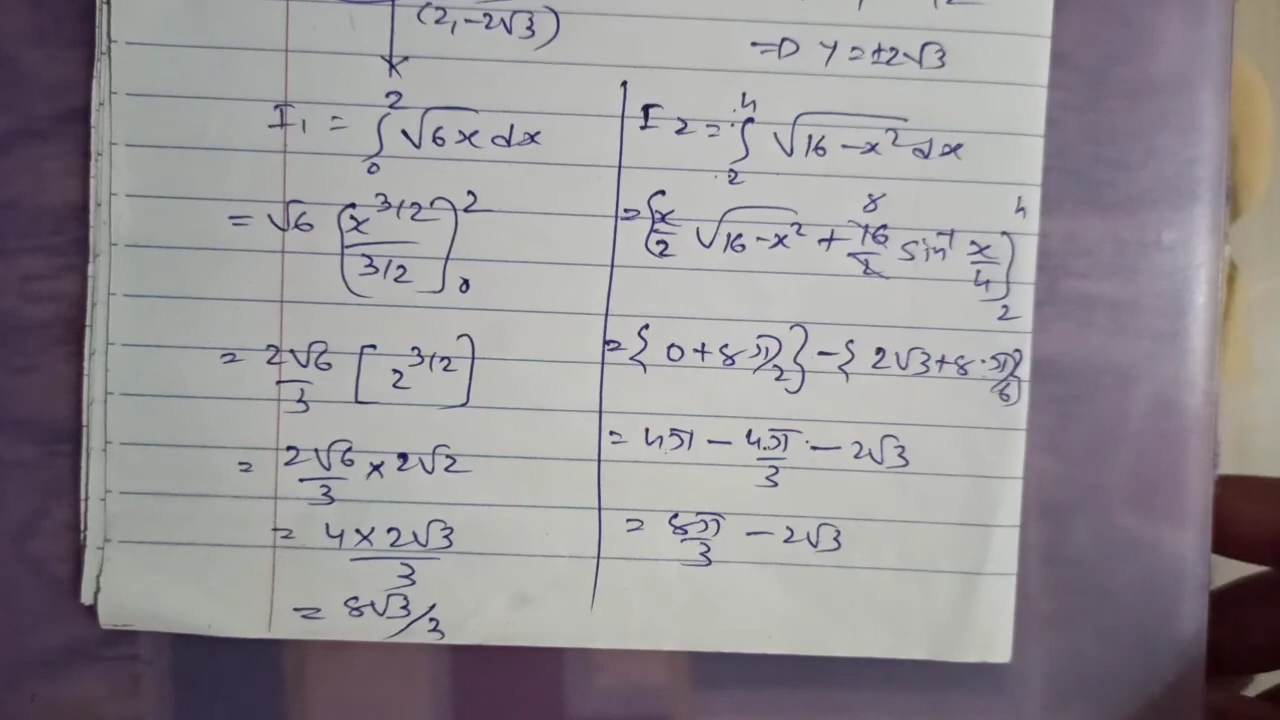 (2, -2√3)
=D y = ±2√3
I₁ = ∫₀² √6x dx
= √6 [x^3/2 / 3/2]₀²
= 2√6/3 [2^3/2]
= 2√6/3 × 2√2
= 4×2√3/3
= 8√3/3
I₂ = ∫₂⁴ √16-x² dx
= {x/2 √16-x² + 16/2 8 sin⁻¹ x/4}₂⁴
= {0+8π/2} - {2√3+8·π/6}
= 4π - 4π/3 - 2√3
= 8π/3 - 2√3